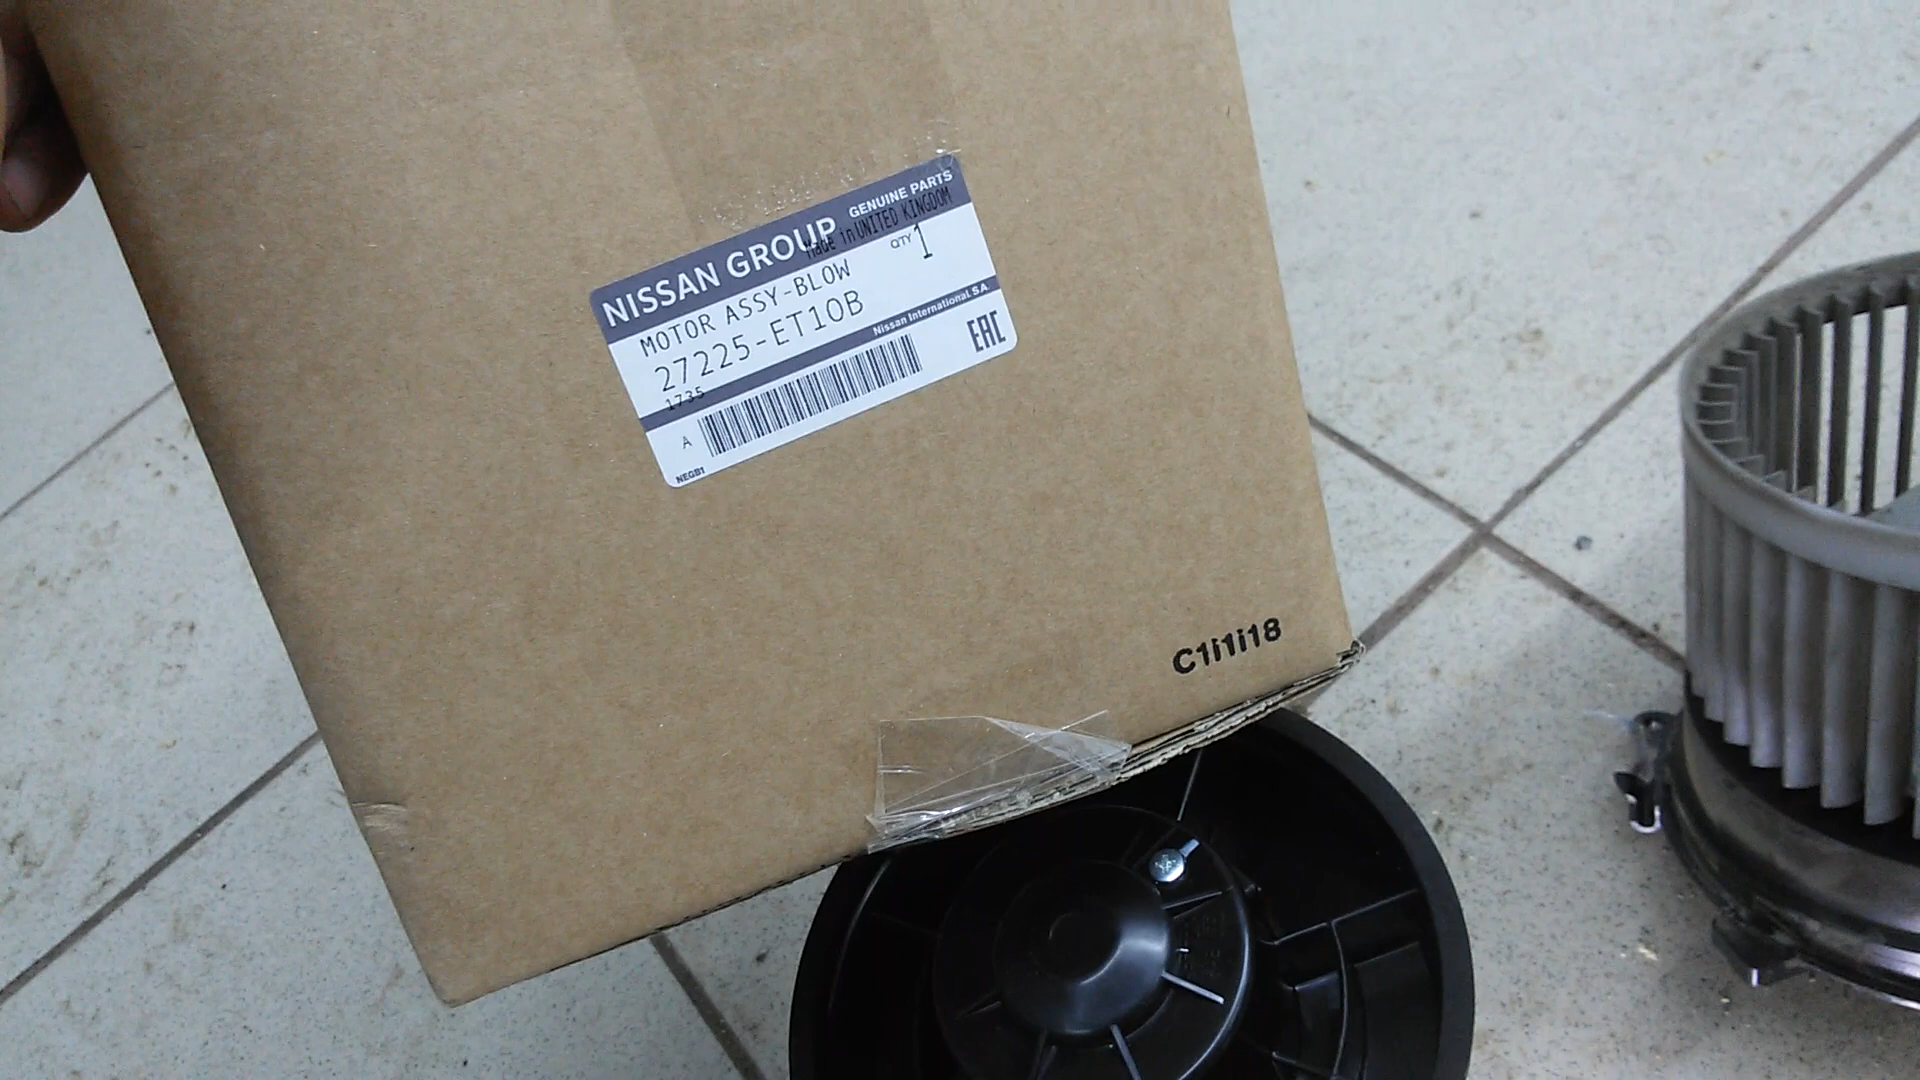 NISSAN GROUP GENUINE PARTS
Made in UNITED KINGDOM
MOTOR ASSY-BLOW QTY 1
27225-ET10B
Nissan International S.A.
1735
A
EAC
NEGB1
C1i1i18